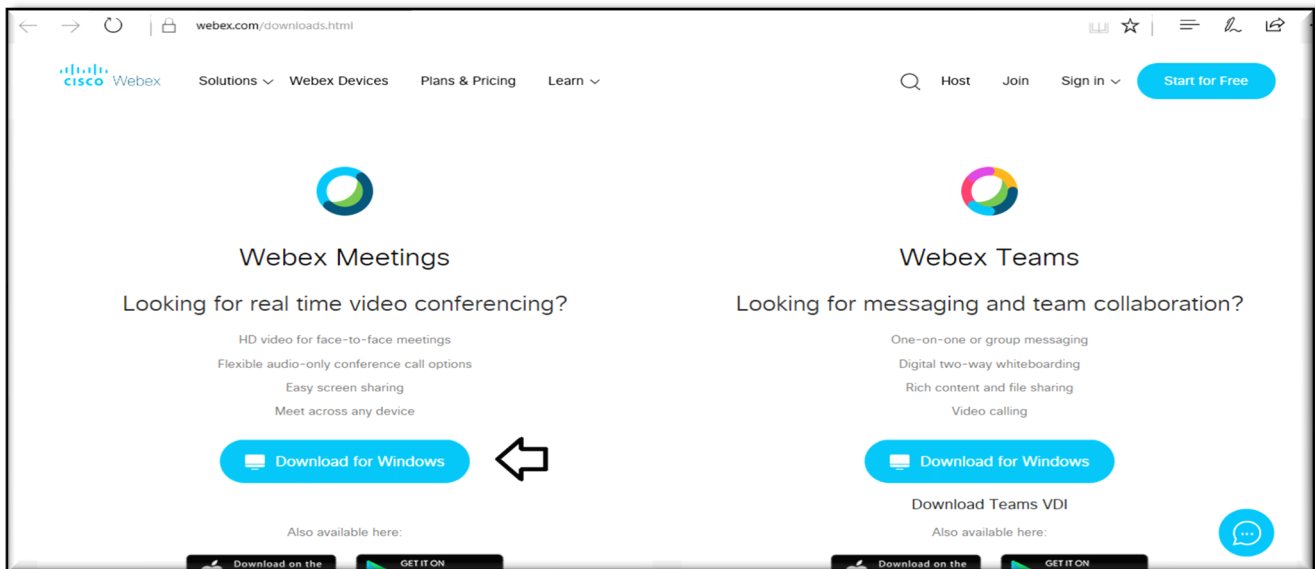 webex.com/downloads.html
CISCO Webex Solutions Webex Devices Plans & Pricing Learn Host Join Sign in Start for Free
Webex Meetings
Looking for real time video conferencing?
HD video for face-to-face meetings
Flexible audio-only conference call options
Easy screen sharing
Meet across any device
Download for Windows
Also available here:
Download on the
GET IT ON
Webex Teams
Looking for messaging and team collaboration?
One-on-one or group messaging
Digital two-way whiteboarding
Rich content and file sharing
Video calling
Download for Windows
Download Teams VDI
Also available here:
Download on the
GET IT ON